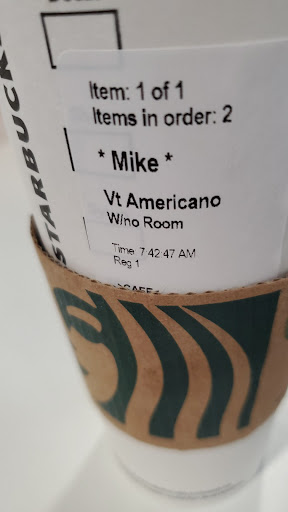 STARBUCKS
Item: 1 of 1
Items in order: 2
* Mike *
Vt Americano
W/no Room
Time: 7:42:47 AM
Reg: 1